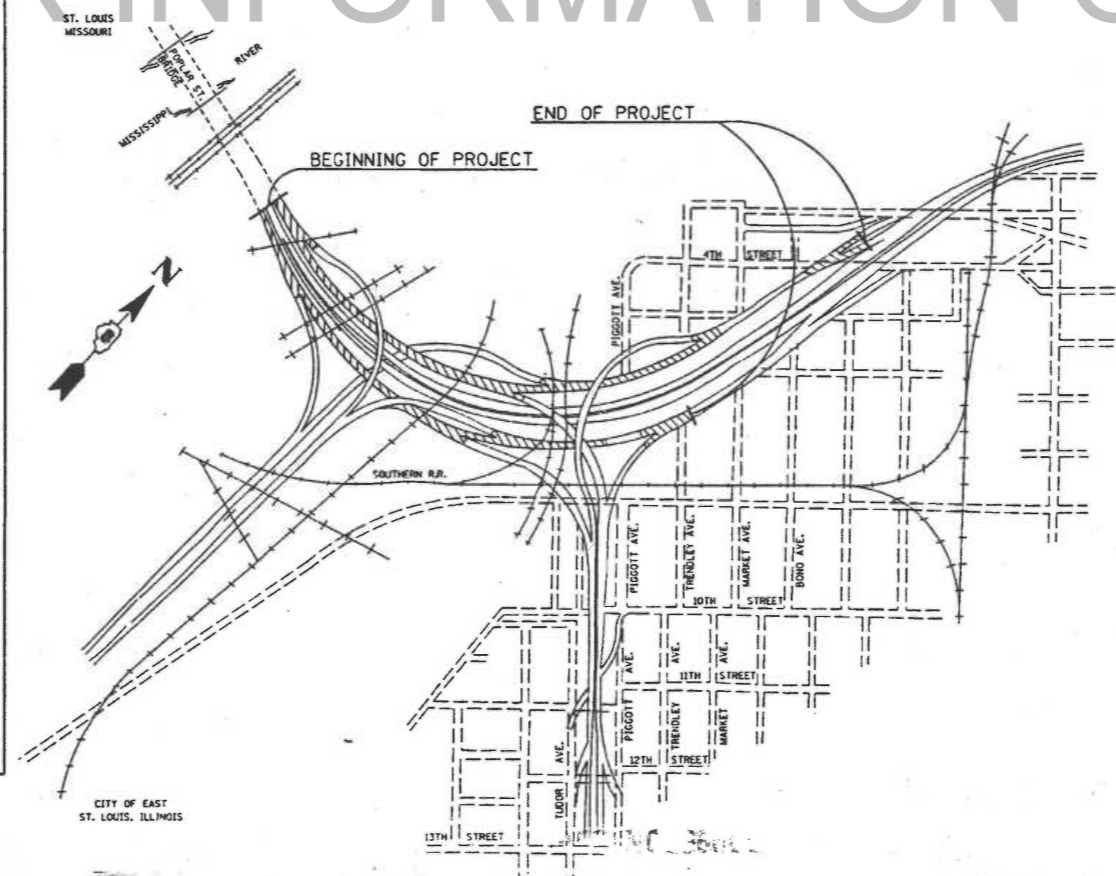 R INFORMATION O
ST. LOUIS
MISSOURI
POPLAR ST.
BRIDGE
RIVER
MISSISSIPPI
END OF PROJECT
BEGINNING OF PROJECT
N
4TH STREET
PIGGOTT AVE.
SOUTHERN R.R.
PIGGOTT AVE.
TRENDLEY AVE.
MARKET AVE.
BOND AVE.
10TH STREET
PIGGOTT AVE.
TRENDLEY AVE.
MARKET AVE.
11TH STREET
12TH STREET
TUDOR AVE.
13TH STREET
CITY OF EAST
ST. LOUIS, ILLINOIS